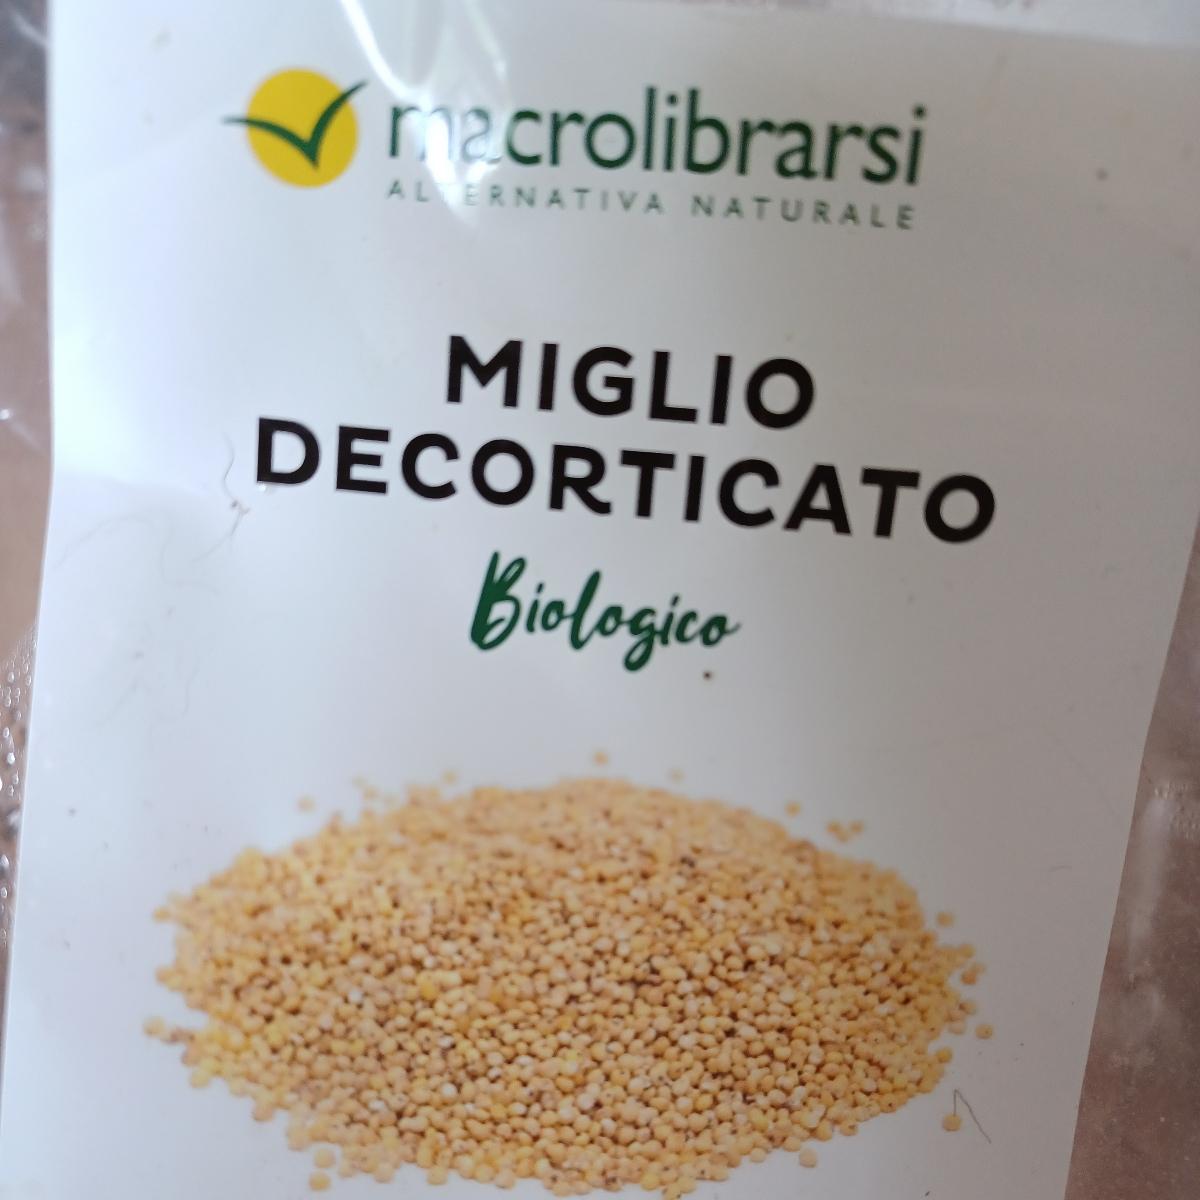 macrolibrarsi
ALTERNATIVA NATURALE
MIGLIO
DECORTICATO
Biologico